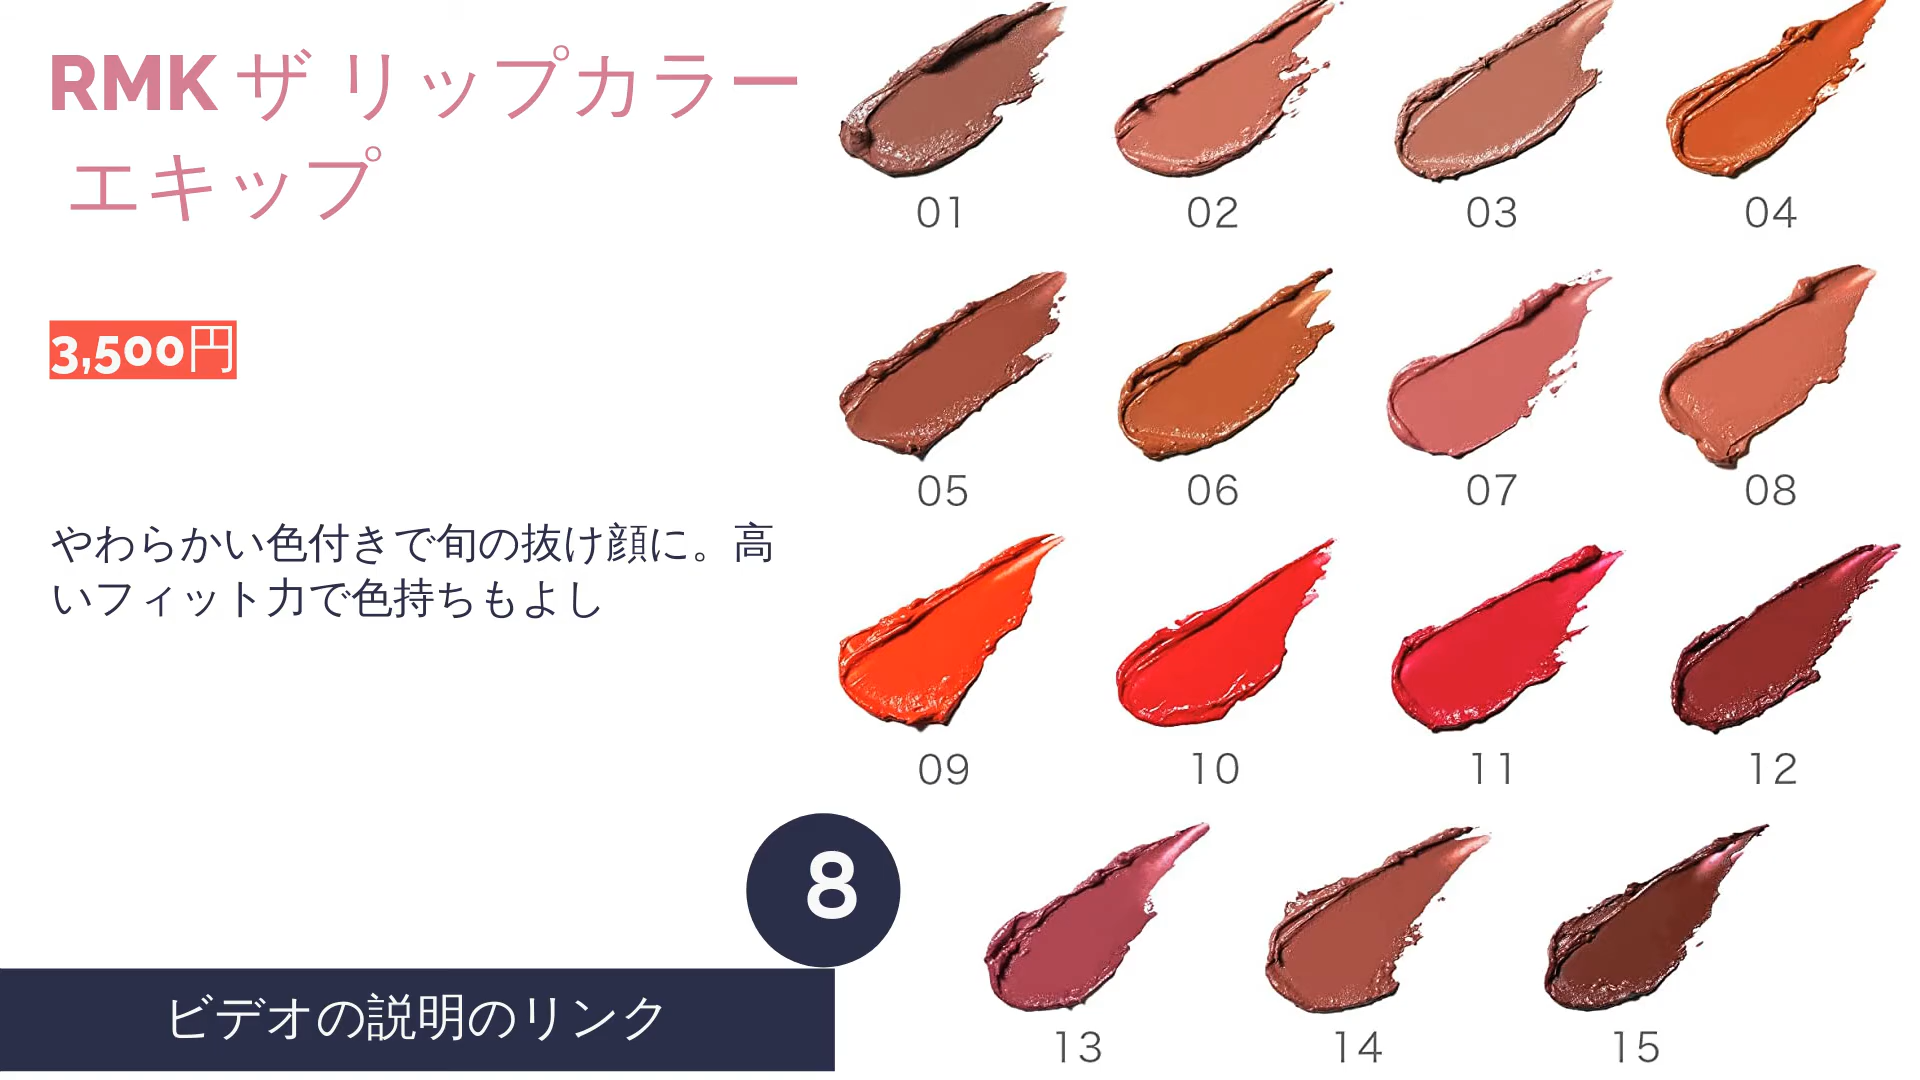 RMK ザ リップカラー
エキップ
3,500円
やわらかい色付きで旬の抜け顔に。高
いフィット力で色持ちもよし
01 02 03 04
05 06 07 08
09 10 11 12
13 14 15
8
ビデオの説明のリンク